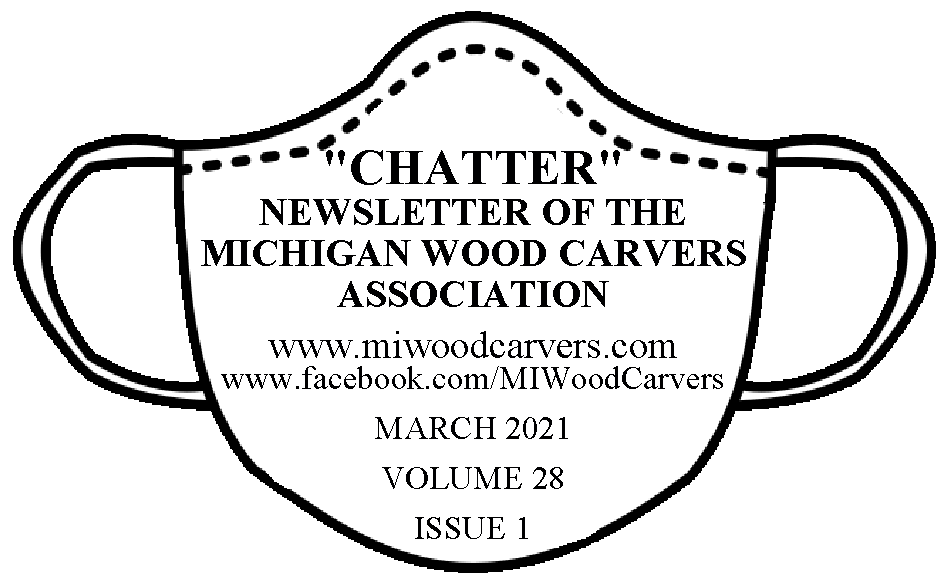 "CHATTER"
NEWSLETTER OF THE
MICHIGAN WOOD CARVERS
ASSOCIATION
www.miwoodcarvers.com
www.facebook.com/MIWoodCarvers
MARCH 2021
VOLUME 28
ISSUE 1